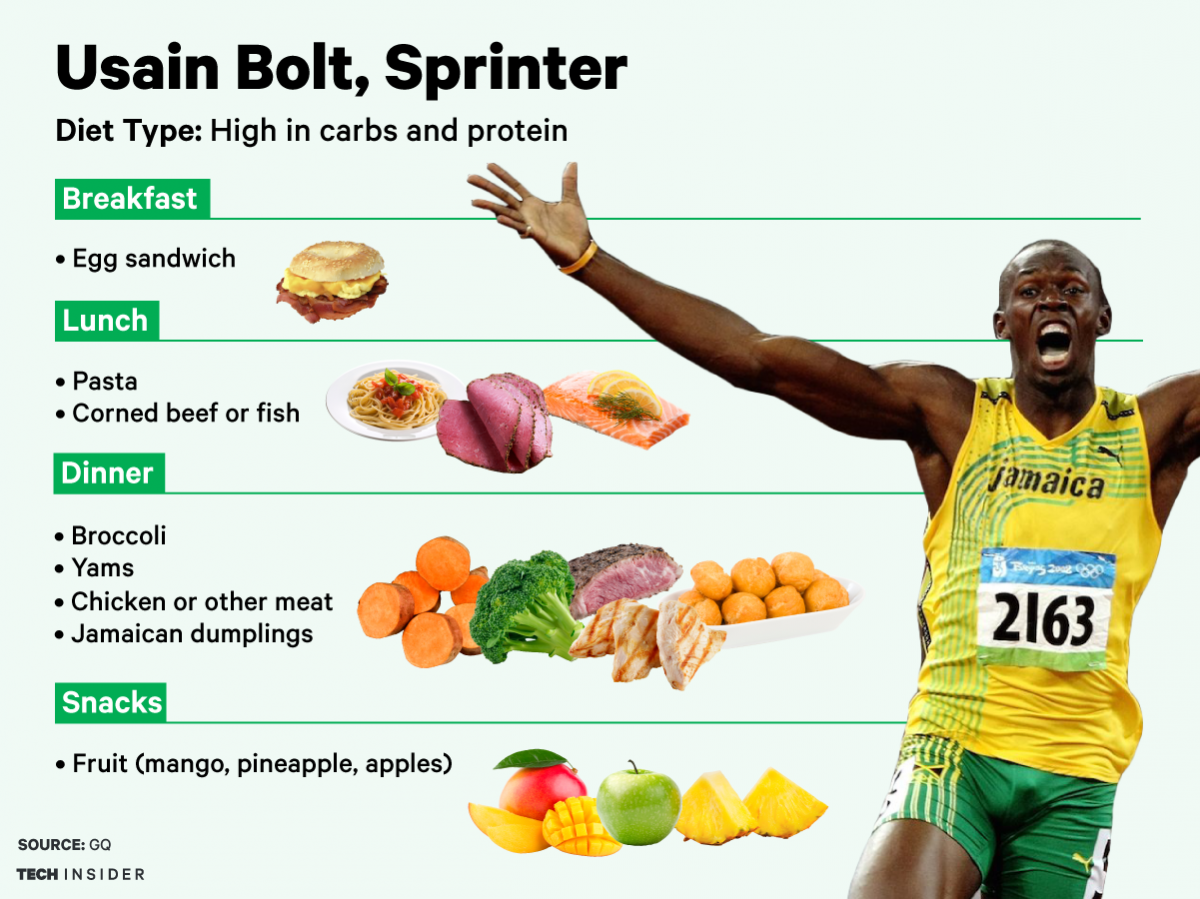 Usain Bolt, Sprinter
Diet Type: High in carbs and protein
Breakfast
• Egg sandwich
Lunch
• Pasta
• Corned beef or fish
Dinner
• Broccoli
• Yams
• Chicken or other meat
• Jamaican dumplings
Snacks
• Fruit (mango, pineapple, apples)
Jamaica
Beijing 2008
2163
SOURCE: GQ
TECH INSIDER